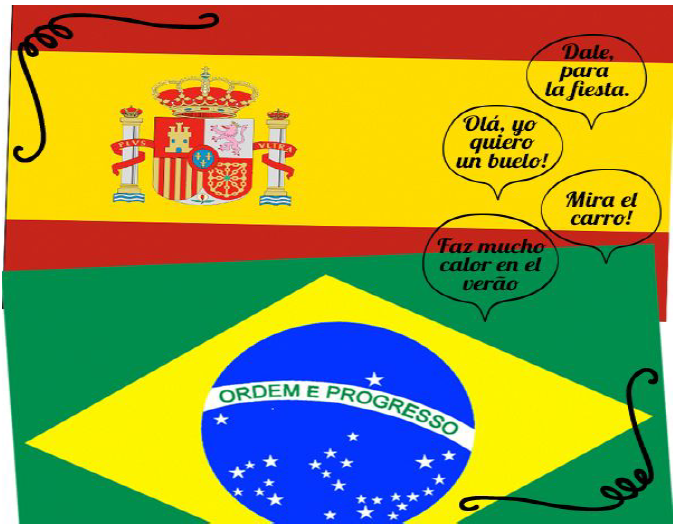 Dale,
para
la fiesta.
Olá, yo
quiero
un buelo!
Mira el
carro!
Faz mucho
calor en el
verão
PLVS VLTRA
ORDEM E PROGRESSO